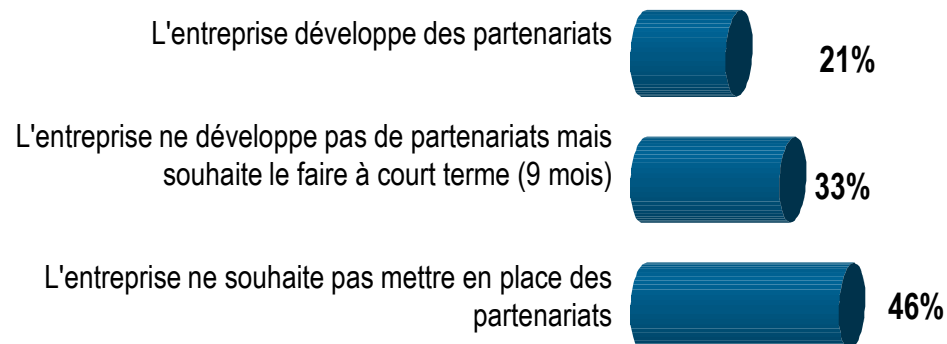 L'entreprise développe des partenariats
21%
L'entreprise ne développe pas de partenariats mais
souhaite le faire à court terme (9 mois)
33%
L'entreprise ne souhaite pas mettre en place des
partenariats
46%